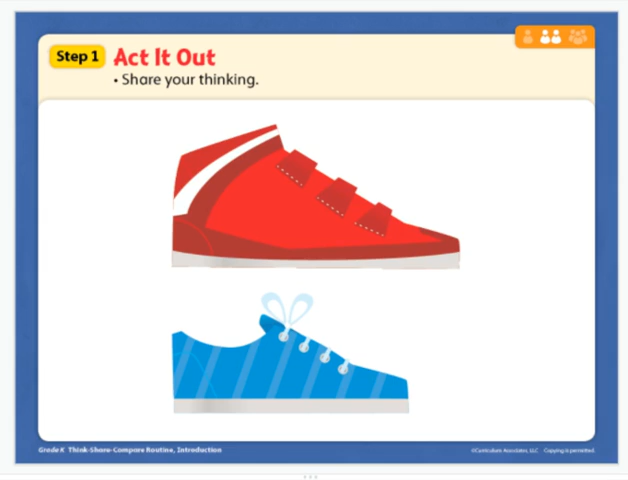 Step 1
Act It Out
• Share your thinking.
Grade K Think-Share-Compare Routine, Introduction
©Curriculum Associates, LLC Copying is permitted.